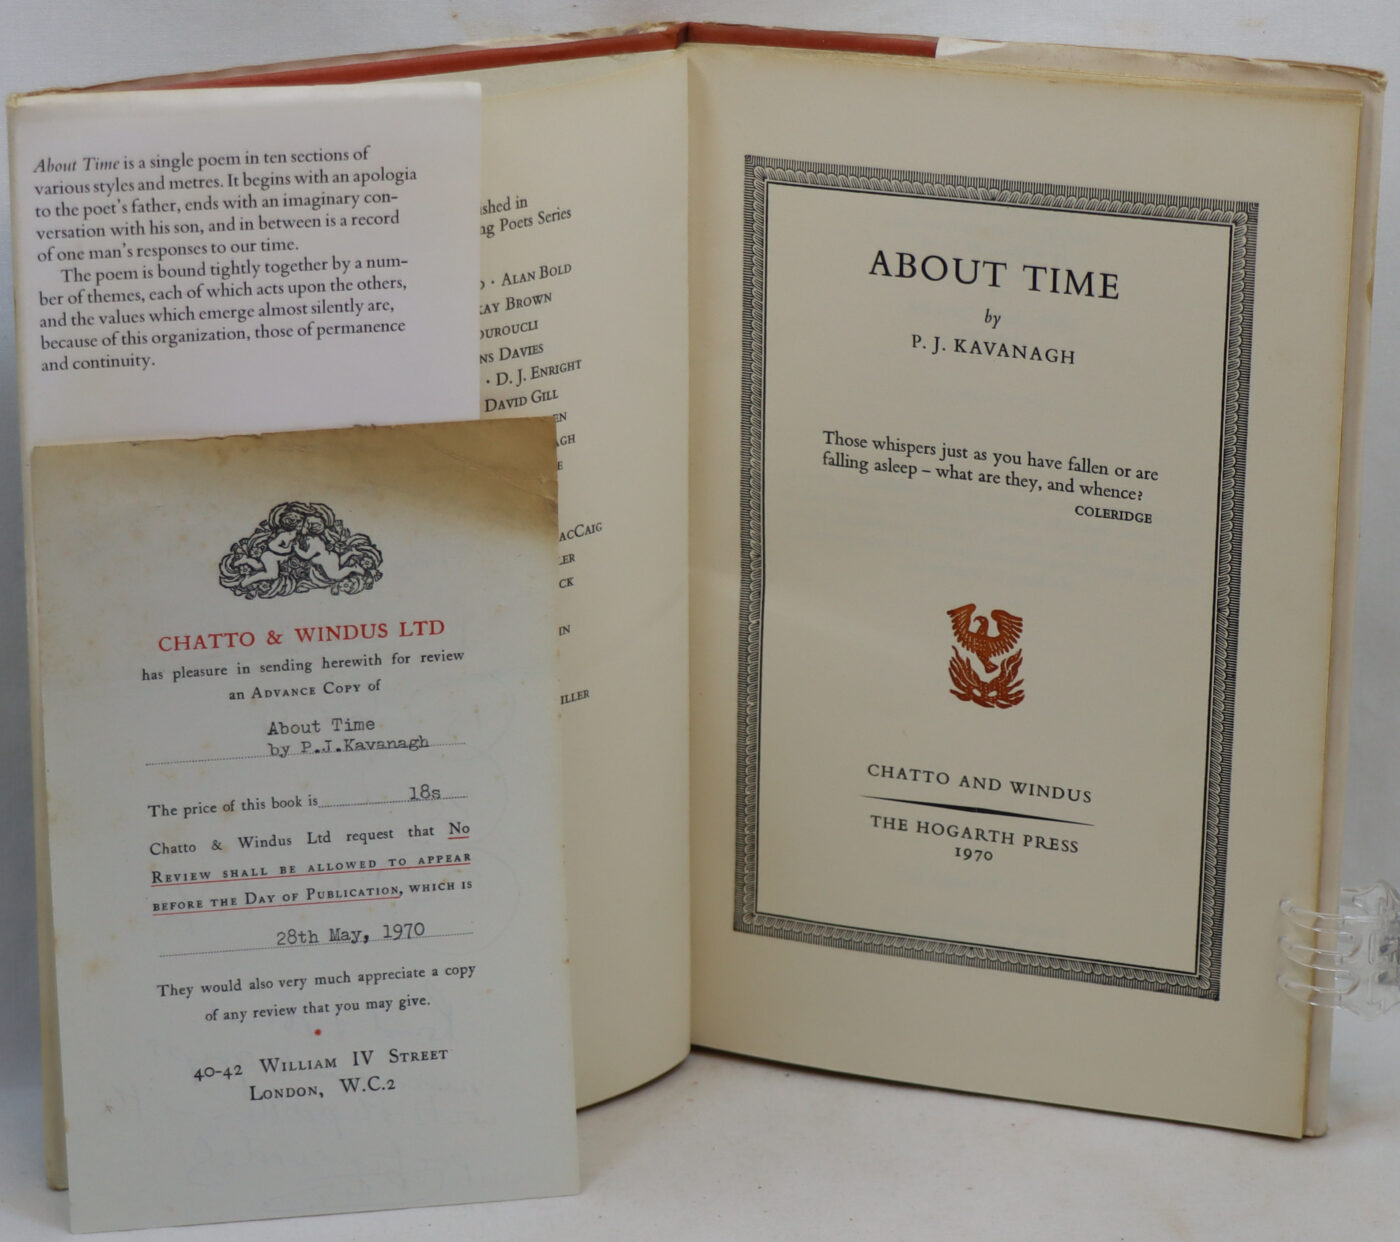 About Time is a single poem in ten sections of
various styles and metres. It begins with an apologia
to the poet's father, ends with an imaginary con-
versation with his son, and in between is a record
of one man's responses to our time.
The poem is bound tightly together by a num-
ber of themes, each of which acts upon the others,
and the values which emerge almost silently are,
because of this organization, those of permanence
and continuity.
CHATTO & WINDUS LTD
has pleasure in sending herewith for review
an ADVANCE COPY of
About Time
by P.J.Kavanagh
The price of this book is 18s
Chatto & Windus Ltd request that NO
REVIEW SHALL BE ALLOWED TO APPEAR
BEFORE THE DAY OF PUBLICATION, WHICH IS
28th May, 1970
They would also very much appreciate a copy
of any review that you may give.
40-42 WILLIAM IV STREET
LONDON, W.C.2
in
Poets Series
· ALAN BOLD
BROWN
DAVIES
· D. J. ENRIGHT
DAVID GILL
ABOUT TIME
by
P. J. KAVANAGH
Those whispers just as you have fallen or are
falling asleep – what are they, and whence?
COLERIDGE
CHATTO AND WINDUS
THE HOGARTH PRESS
1970